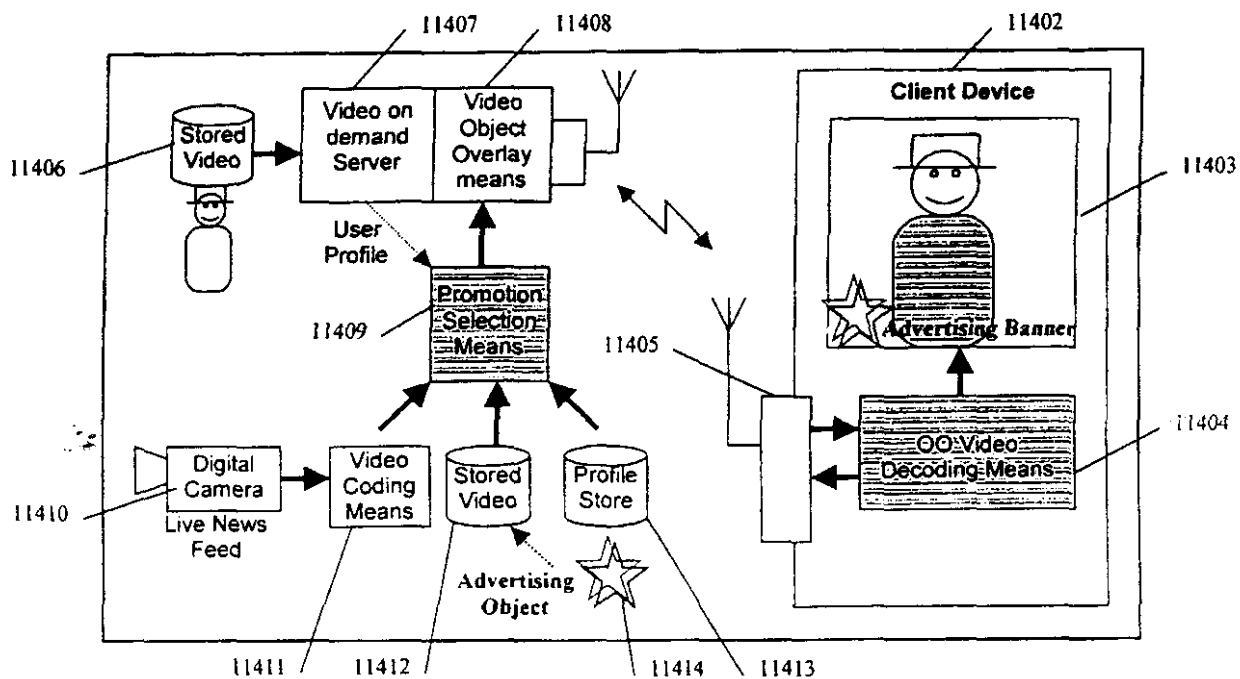 11407
11408
11402
Client Device
Stored
Video
Video on
demand
Server
Video
Object
Overlay
means
11406
11403
User
Profile
Promotion
Selection
Means
11409
Advertising Banner
11405
OO Video
Decoding Means
11404
Digital
Camera
Video
Coding
Means
Stored
Video
Profile
Store
11410
Live News
Feed
Advertising
Object
11411
11412
11414
11413